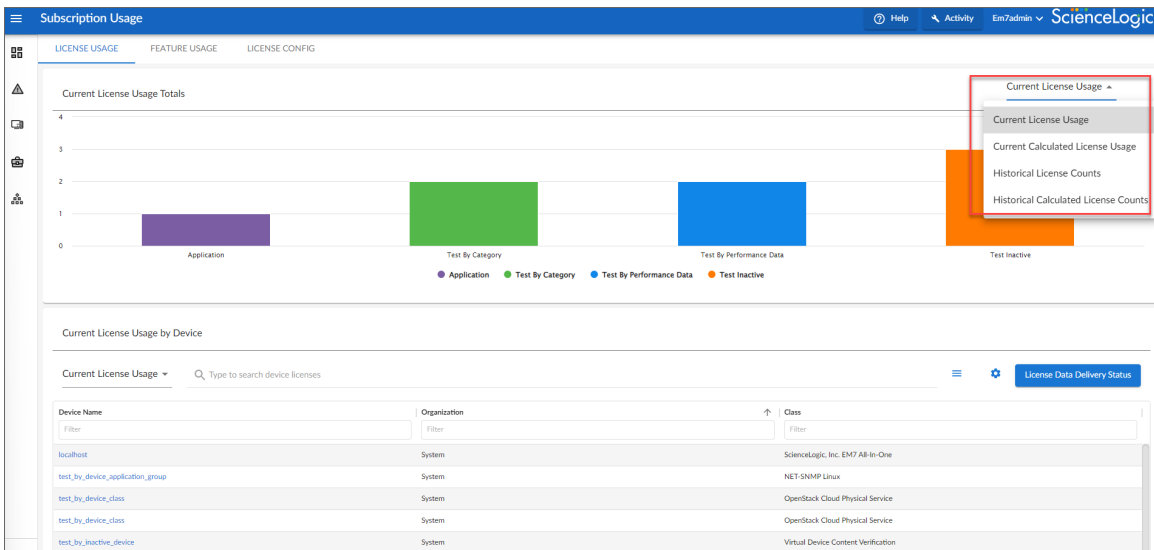 Subscription Usage
Help
Activity
Em7admin
ScienceLogic
LICENSE USAGE
FEATURE USAGE
LICENSE CONFIG
Current License Usage Totals
Current License Usage
Current License Usage
Current Calculated License Usage
Historical License Counts
Historical Calculated License Counts
4
3
2
1
0
Application
Test By Category
Test By Performance Data
Test Inactive
Application
Test By Category
Test By Performance Data
Test Inactive
Current License Usage by Device
Current License Usage
Type to search device licenses
License Data Delivery Status
Device Name
Organization
Class
Filter
Filter
Filter
localhost
System
ScienceLogic, Inc. EM7 All-In-One
test_by_device_application_group
System
NET-SNMP Linux
test_by_device_class
System
OpenStack Cloud Physical Service
test_by_device_class
System
OpenStack Cloud Physical Service
test_by_inactive_device
System
Virtual Device Content Verification